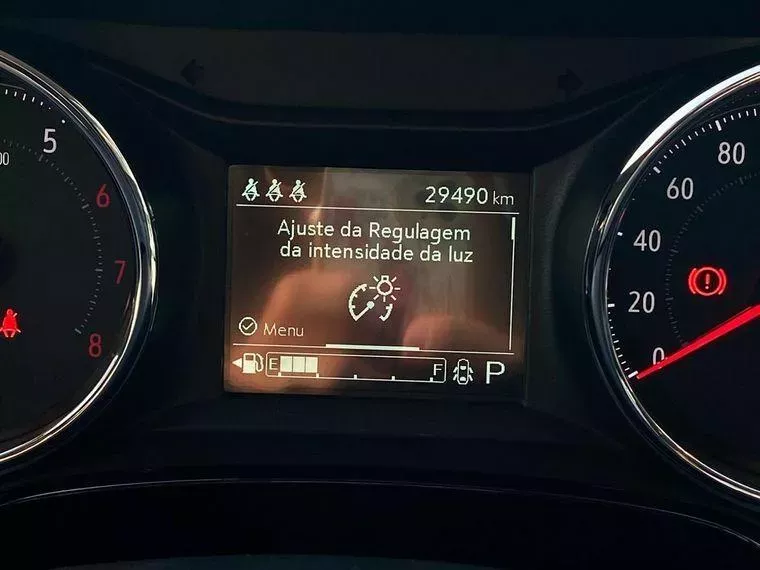 5
00
6
7
8
29490 km
Ajuste da Regulagem
da intensidade da luz
Menu
E F P
80
60
40
20
0